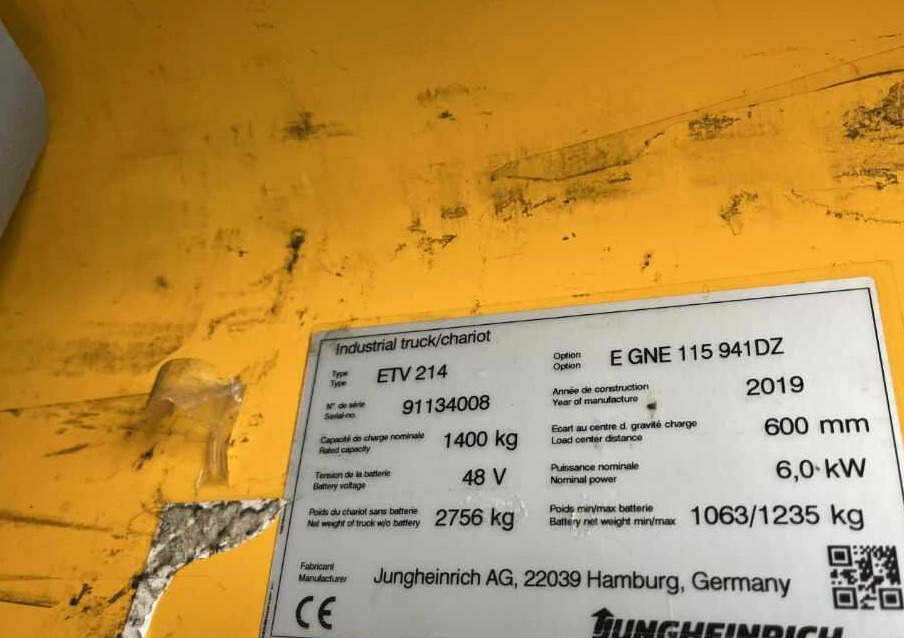 Industrial truck/chariot
Type
Type
ETV 214
Option
Option
E GNE 115 941DZ
N°. de série
Serial-no.
91134008
Année de construction
Year of manufacture
2019
Capacité de charge nominale
Rated capacity
1400 kg
Ecart au centre d. gravité charge
Load center distance
600 mm
Tension de la batterie
Battery voltage
48 V
Puissance nominale
Nominal power
6,0 kW
Poids du chariot sans batterie
Net weight of truck w/o battery
2756 kg
Poids min/max batterie
Battery net weight min/max
1063/1235 kg
Fabricant
Manufacturer
Jungheinrich AG, 22039 Hamburg, Germany
CE
JUNGHEINRICH